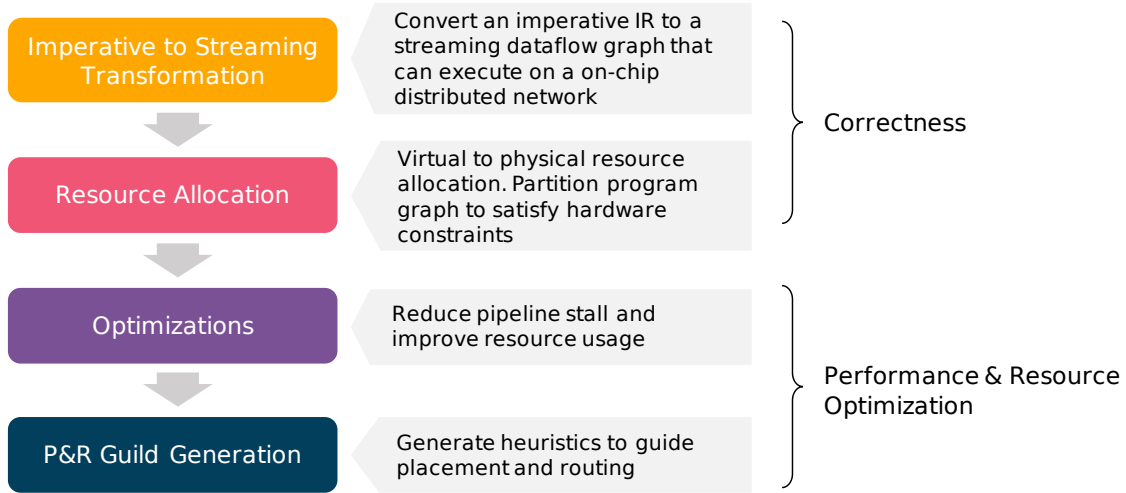 Imperative to Streaming
Transformation
Convert an imperative IR to a
streaming dataflow graph that
can execute on a on-chip
distributed network
Correctness
Resource Allocation
Virtual to physical resource
allocation. Partition program
graph to satisfy hardware
constraints
Optimizations
Reduce pipeline stall and
improve resource usage
Performance & Resource
Optimization
P&R Guild Generation
Generate heuristics to guide
placement and routing